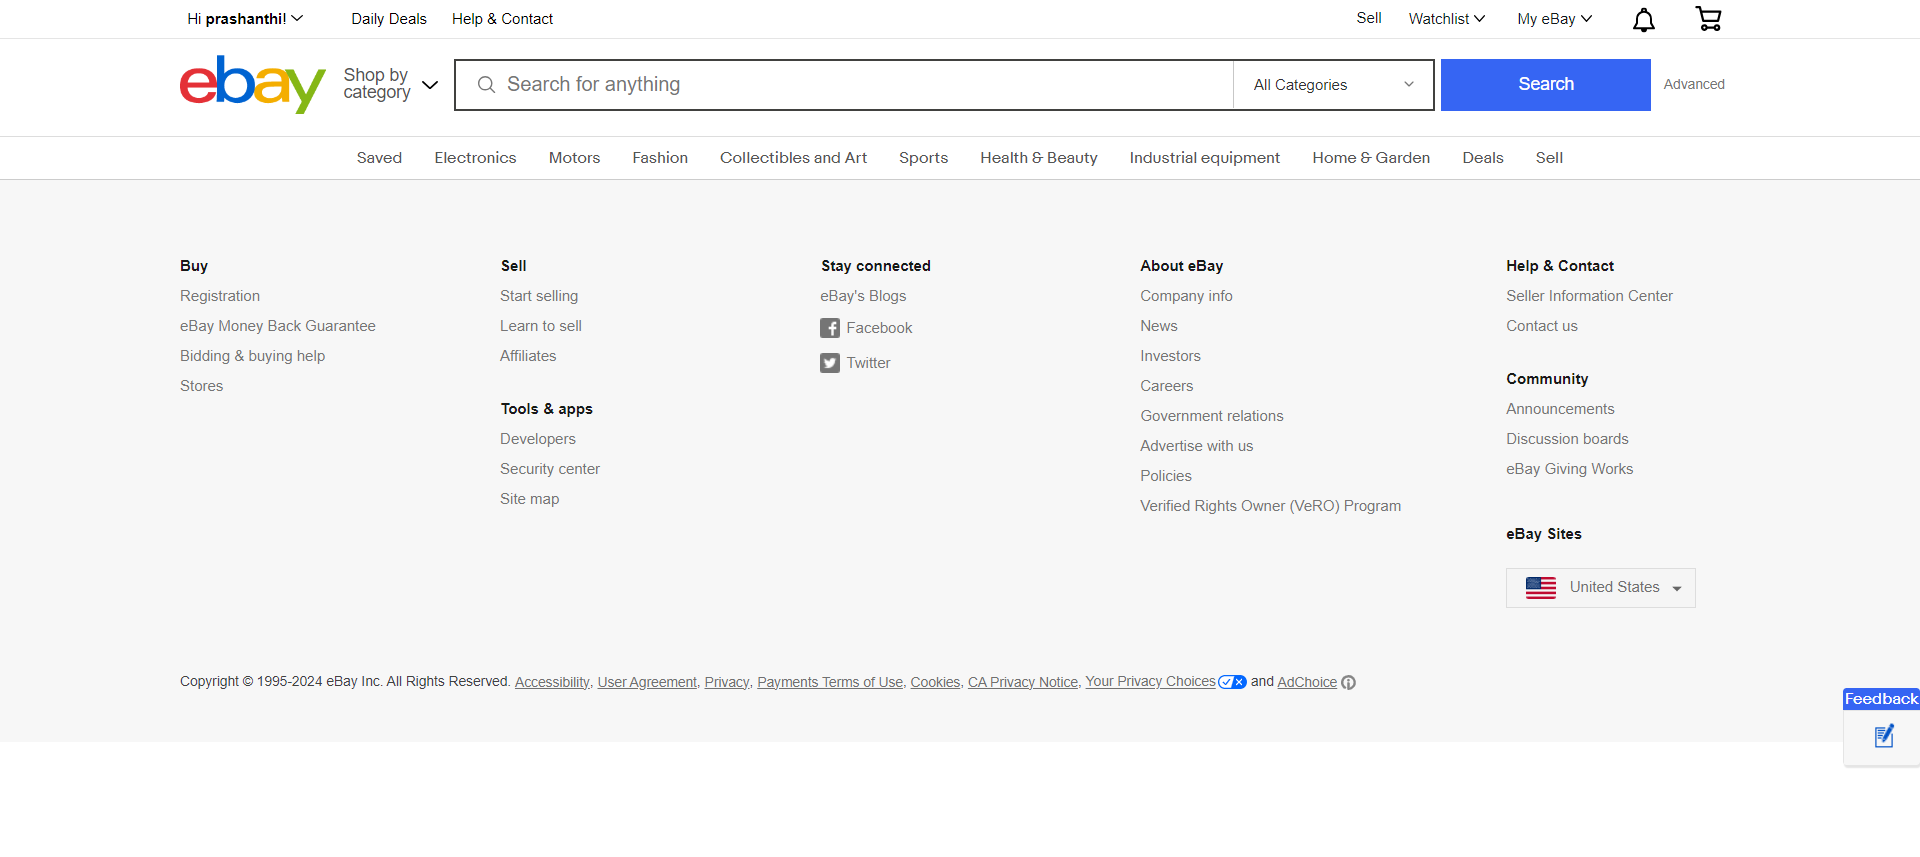 Hi prashanthi! Daily Deals Help & Contact Sell Watchlist My eBay
ebay Shop by category Search for anything All Categories Search Advanced
Saved Electronics Motors Fashion Collectibles and Art Sports Health & Beauty Industrial equipment Home & Garden Deals Sell
Buy
Registration
eBay Money Back Guarantee
Bidding & buying help
Stores
Sell
Start selling
Learn to sell
Affiliates
Tools & apps
Developers
Security center
Site map
Stay connected
eBay's Blogs
Facebook
Twitter
About eBay
Company info
News
Investors
Careers
Government relations
Advertise with us
Policies
Verified Rights Owner (VeRO) Program
Help & Contact
Seller Information Center
Contact us
Community
Announcements
Discussion boards
eBay Giving Works
eBay Sites
United States
Copyright © 1995-2024 eBay Inc. All Rights Reserved. Accessibility, User Agreement, Privacy, Payments Terms of Use, Cookies, CA Privacy Notice, Your Privacy Choices and AdChoice
Feedback